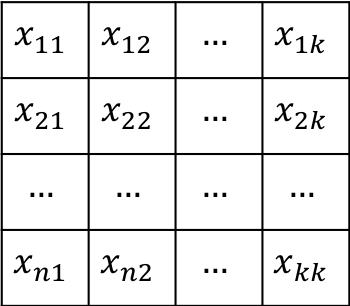 x₁₁ x₁₂ ... x₁ₖ
x₂₁ x₂₂ ... x₂ₖ
... ... ... ...
xₙ₁ xₙ₂ ... xₖₖ